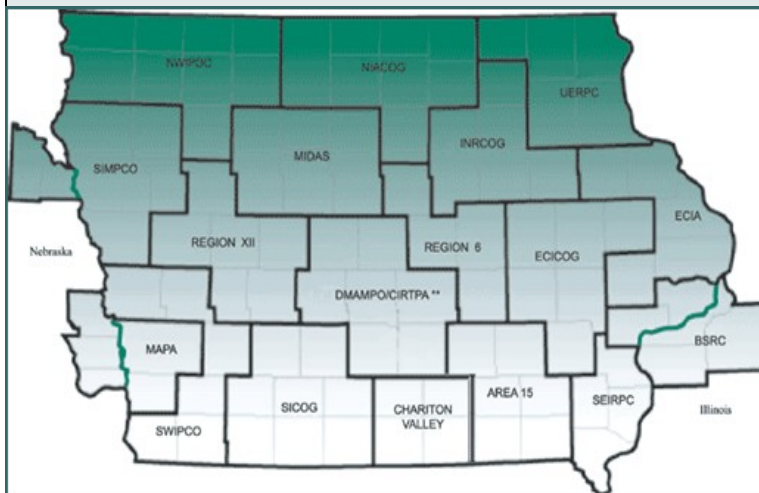 NWIPDC
NIACOG
UERPC
SIMPCO
MIDAS
INRCOG
ECIA
REGION XII
REGION 6
ECICOG
Nebraska
DMAMPO/CIRTPA **
MAPA
BSRC
SICOG
CHARITON
VALLEY
AREA 15
SEIRPC
Illinois
SWIPCO